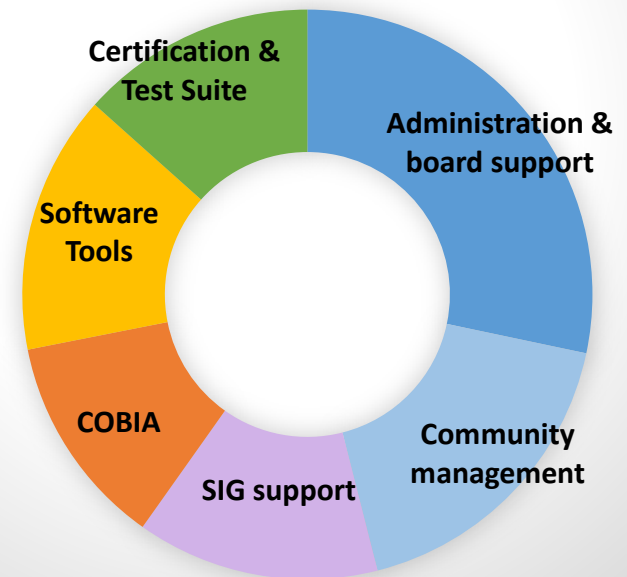 Certification &
Test Suite
Administration &
board support
Software
Tools
COBIA
Community
management
SIG support